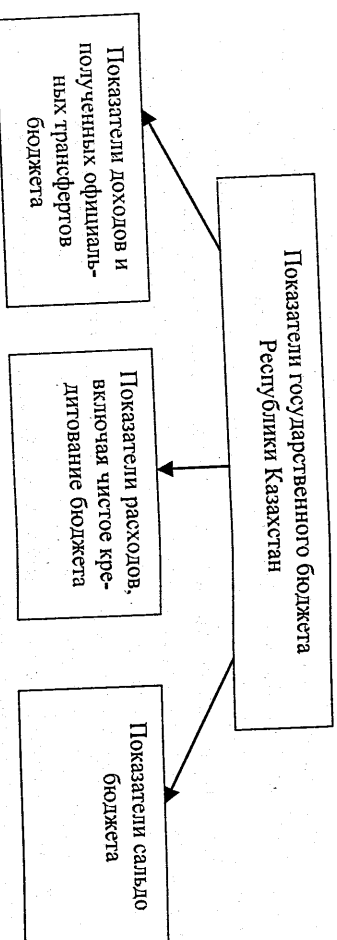 Показатели государственного бюджета
Республики Казахстан
Показатели доходов и
полученных официаль-
ных трансфертов
бюджета
Показатели расходов,
включая чистое кре-
дитование бюджета
Показатели сальдо
бюджета